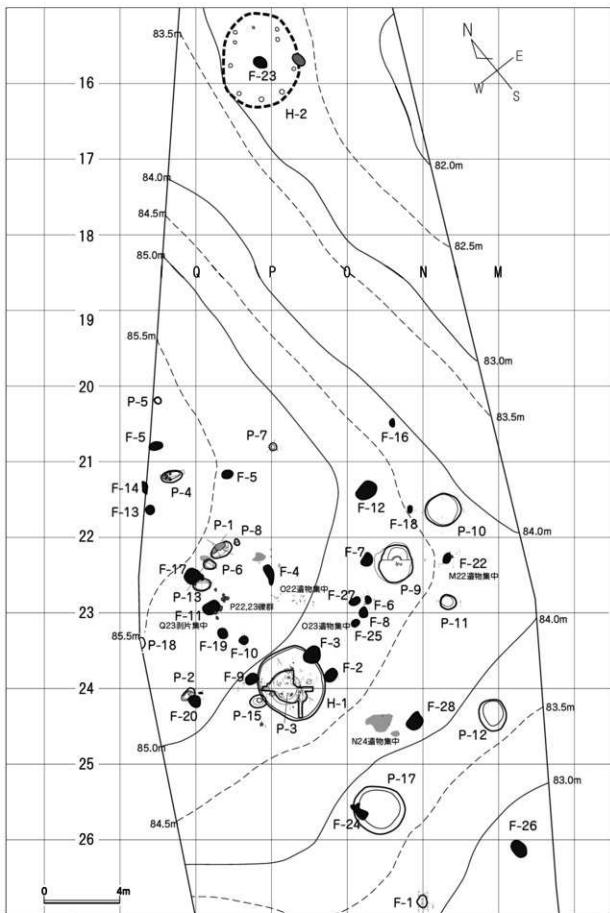 83.5m
N
E
W
S
16
F-23
H-2
17
82.0m
84.0m
84.5m
18
82.5m
85.0m
Q
P
O
N
M
19
85.5m
83.0m
20
83.5m
P-5
F-16
F-5
P-7
21
F-14
P-4
F-5
F-12
F-18
F-13
P-10
84.0m
22
P-1
P-8
F-7
F-22
F-17
P-6
F-4
P-9
M22遺物集中
O22遺物集中
P-13
F-27
F-6
P-11
23
F-11
P22,23礫群
F-8
84.0m
Q23剥片集中
O23遺物集中
F-25
85.5m
P-18
F-19
F-10
F-3
P-2
F-9
F-2
24
H-1
83.5m
F-20
P-15
P-3
F-28
P-12
85.0m
N24遺物集中
25
P-17
83.0m
84.5m
F-24
F-26
26
F-1
0
4m